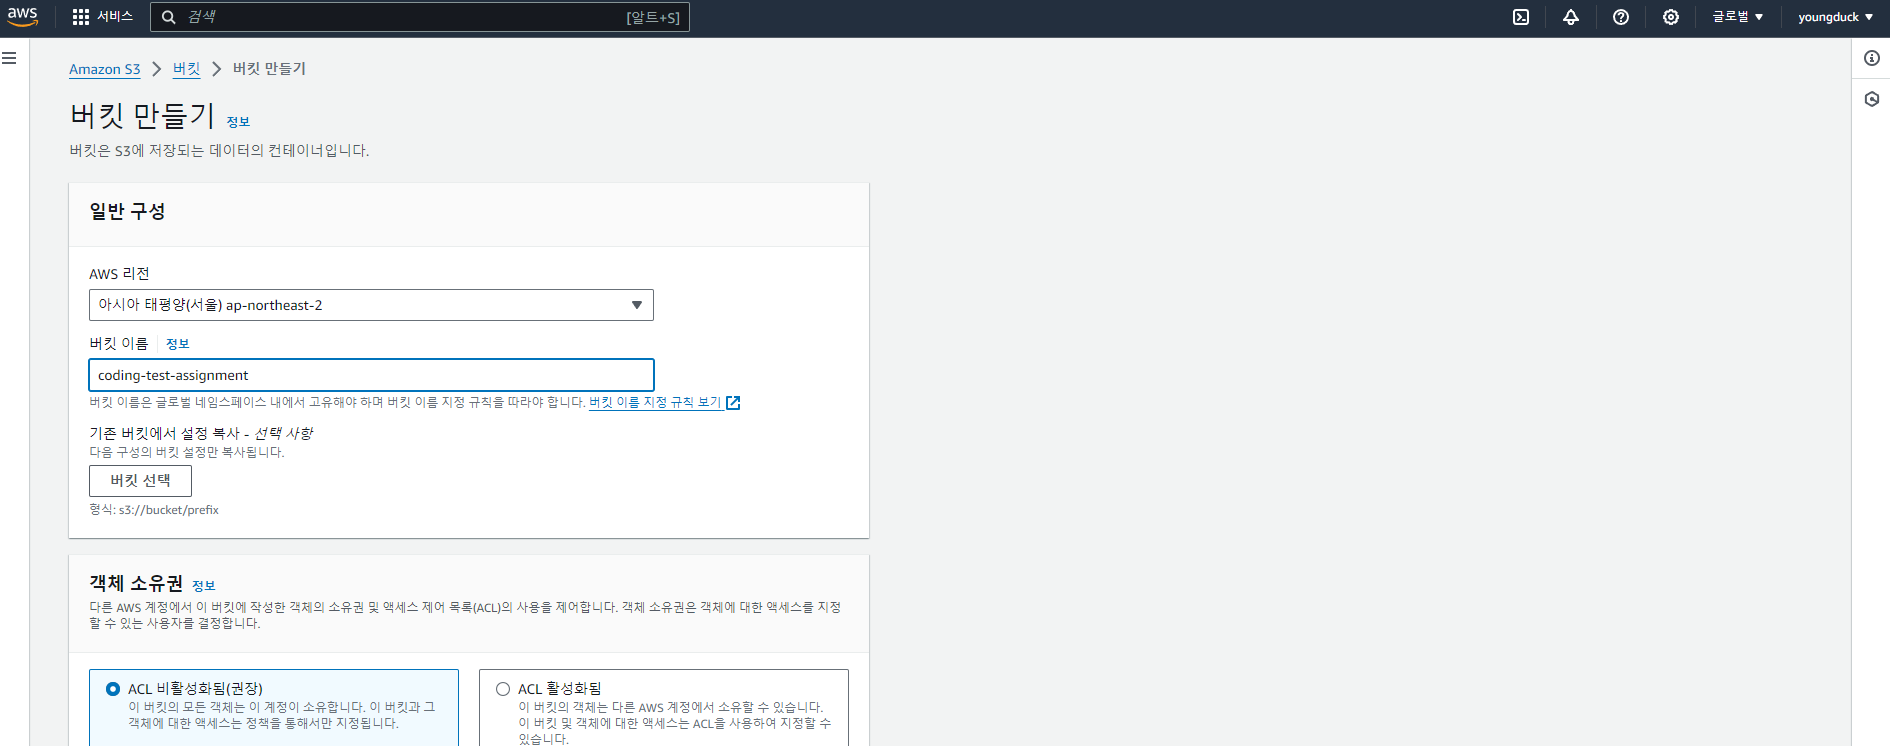 aws 서비스 검색 [알트+S] 글로벌 youngduck
Amazon S3 버킷 버킷 만들기
버킷 만들기 정보
버킷은 S3에 저장되는 데이터의 컨테이너입니다.
일반 구성
AWS 리전
아시아 태평양(서울) ap-northeast-2
버킷 이름 정보
coding-test-assignment
버킷 이름은 글로벌 네임스페이스 내에서 고유해야 하며 버킷 이름 지정 규칙을 따라야 합니다. 버킷 이름 지정 규칙 보기
기존 버킷에서 설정 복사 - 선택 사항
다음 구성의 버킷 설정만 복사됩니다.
버킷 선택
형식: s3://bucket/prefix
객체 소유권 정보
다른 AWS 계정에서 이 버킷에 작성한 객체의 소유권 및 액세스 제어 목록(ACL)의 사용을 제어합니다. 객체 소유권은 객체에 대한 액세스를 지정
할 수 있는 사용자를 결정합니다.
ACL 비활성화됨(권장)
이 버킷의 모든 객체는 이 계정이 소유합니다. 이 버킷과 그
객체에 대한 액세스는 정책을 통해서만 지정됩니다.
ACL 활성화됨
이 버킷의 객체는 다른 AWS 계정에서 소유할 수 있습니다.
이 버킷 및 객체에 대한 액세스는 ACL을 사용하여 지정할 수
있습니다.